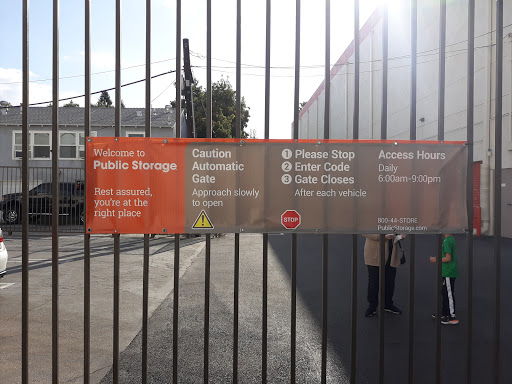 Welcome to
Public Storage
Rest assured,
you're at the
right place
Caution
Automatic
Gate
Approach slowly
to open
1 Please Stop
2 Enter Code
3 Gate Closes
After each vehicle
STOP
Access Hours
Daily
6:00am-9:00pm
800-44-STORE
PublicStorage.com